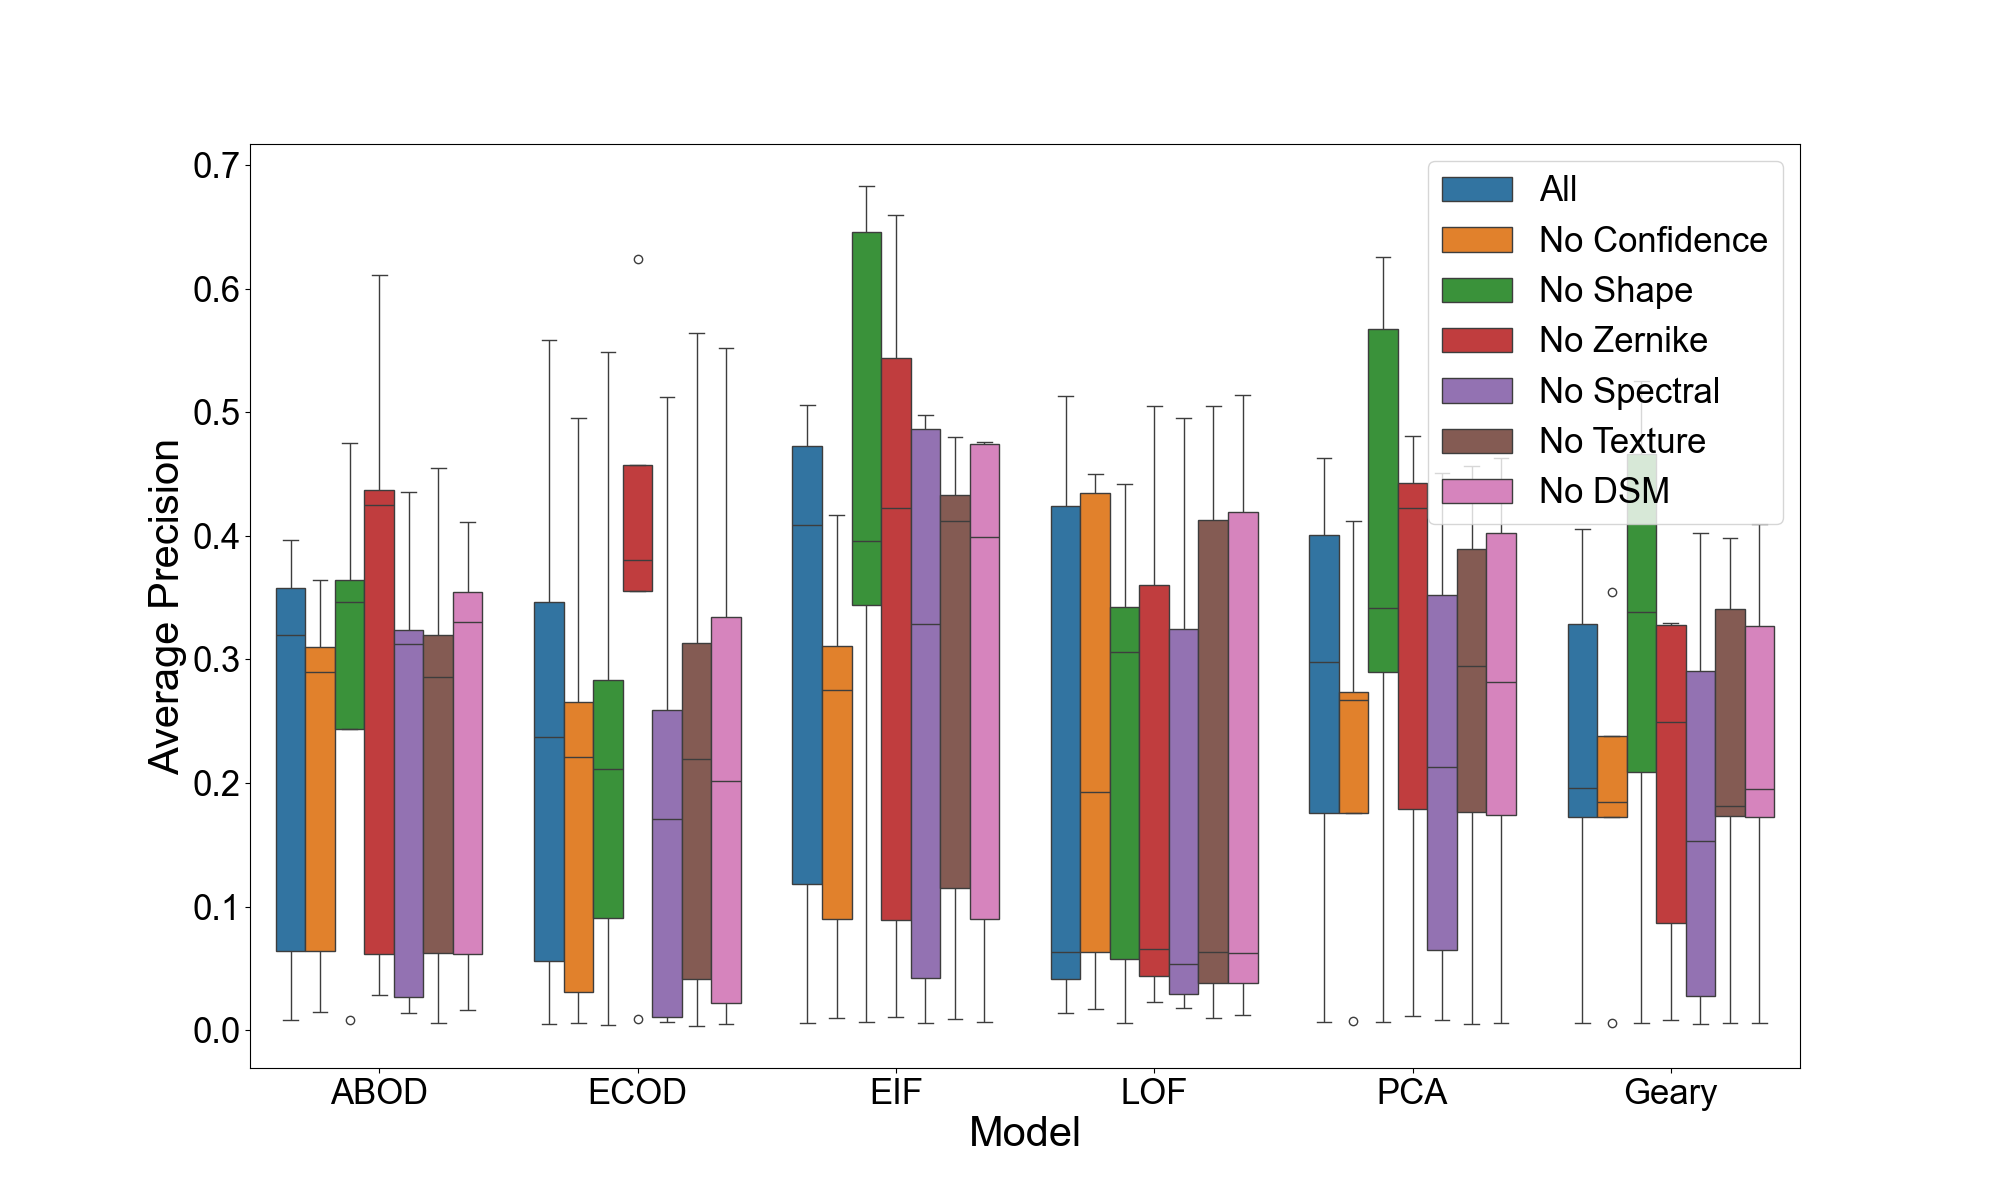 0.7
0.6
0.5
0.4
0.3
0.2
0.1
0.0
Average Precision
All
No Confidence
No Shape
No Zernike
No Spectral
No Texture
No DSM
ABOD ECOD EIF LOF PCA Geary
Model